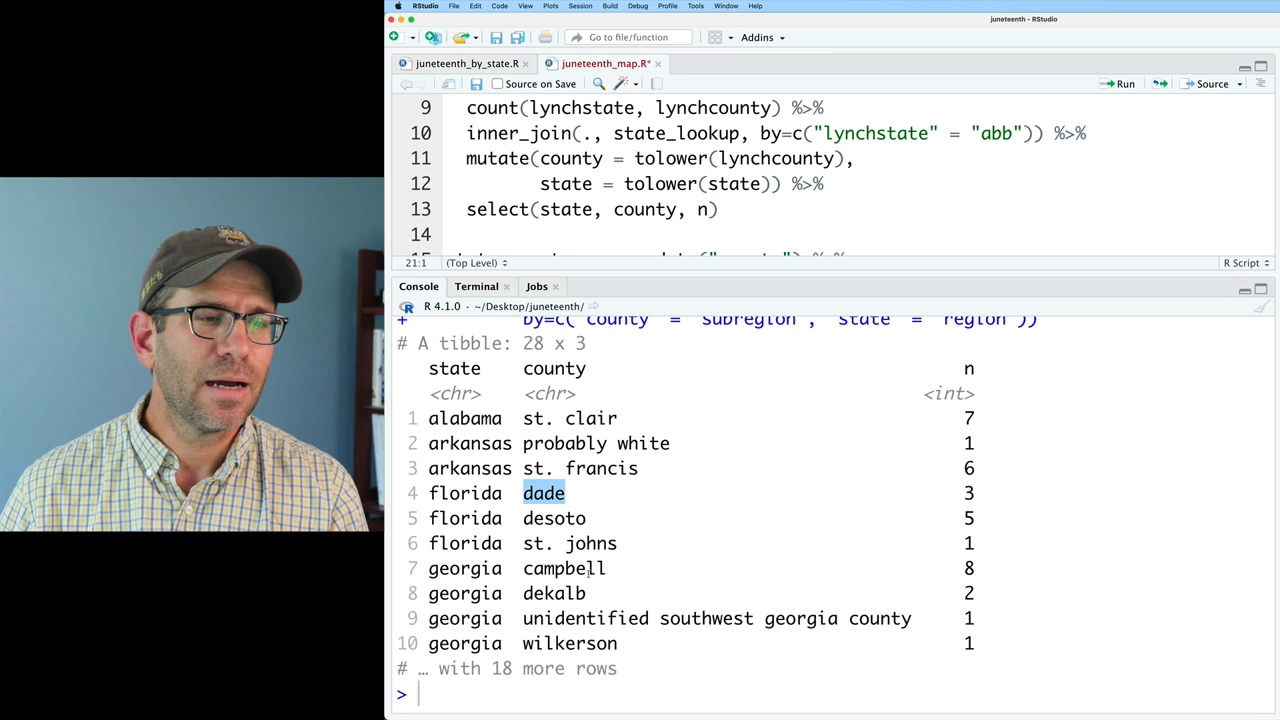 RStudio File Edit Code View Plots Session Build Debug Profile Tools Window Help
juneteenth - RStudio
Go to file/function Addins
juneteenth_by_state.R juneteenth_map.R*
Source on Save Run Source
9 count(lynchstate, lynchcounty) %>%
10 inner_join(., state_lookup, by=c("lynchstate" = "abb")) %>%
11 mutate(county = tolower(lynchcounty),
12 state = tolower(state)) %>%
13 select(state, county, n)
14
21:1 (Top Level) R Script
Console Terminal Jobs
R 4.1.0 · ~/Desktop/juneteenth/
+ by=c("county" = "subregion", "state" = "region"))
# A tibble: 28 x 3
state county n
<chr> <chr> <int>
1 alabama st. clair 7
2 arkansas probably white 1
3 arkansas st. francis 6
4 florida dade 3
5 florida desoto 5
6 florida st. johns 1
7 georgia campbell 8
8 georgia dekalb 2
9 georgia unidentified southwest georgia county 1
10 georgia wilkerson 1
# … with 18 more rows
>